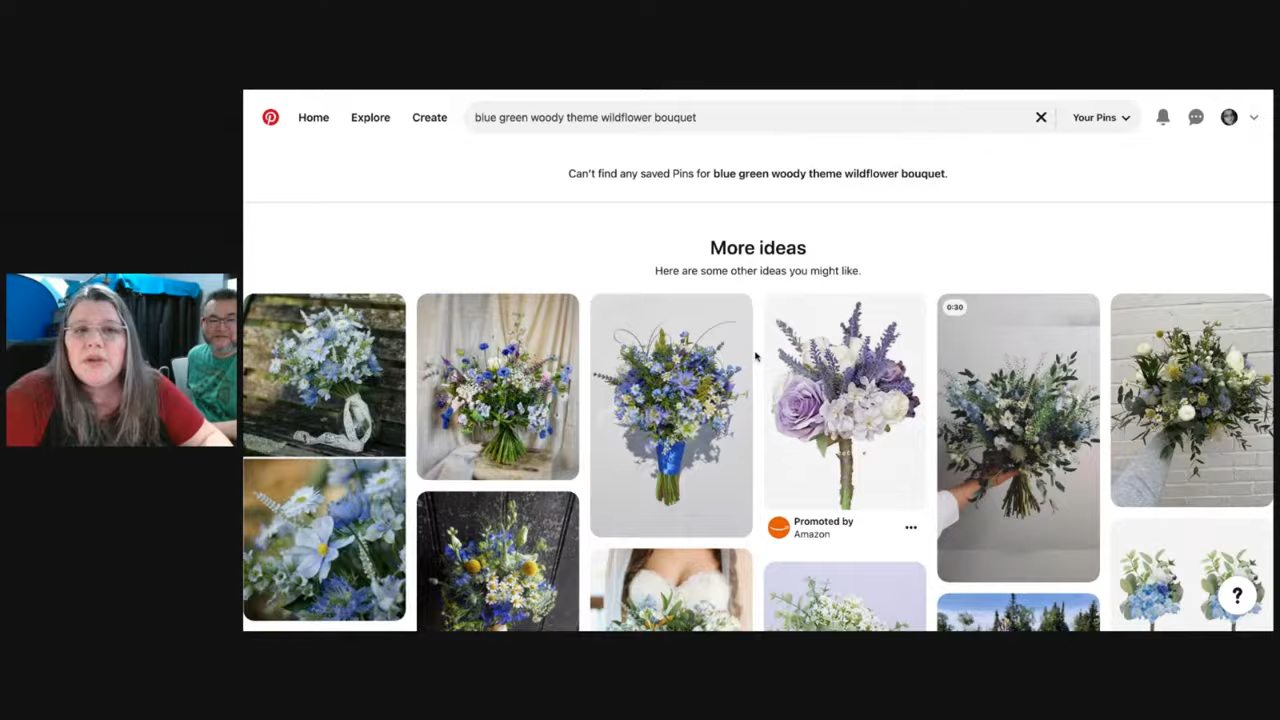 Home Explore Create blue green woody theme wildflower bouquet Your Pins
Can't find any saved Pins for blue green woody theme wildflower bouquet.
More ideas
Here are some other ideas you might like.
0:30
Promoted by
Amazon
?